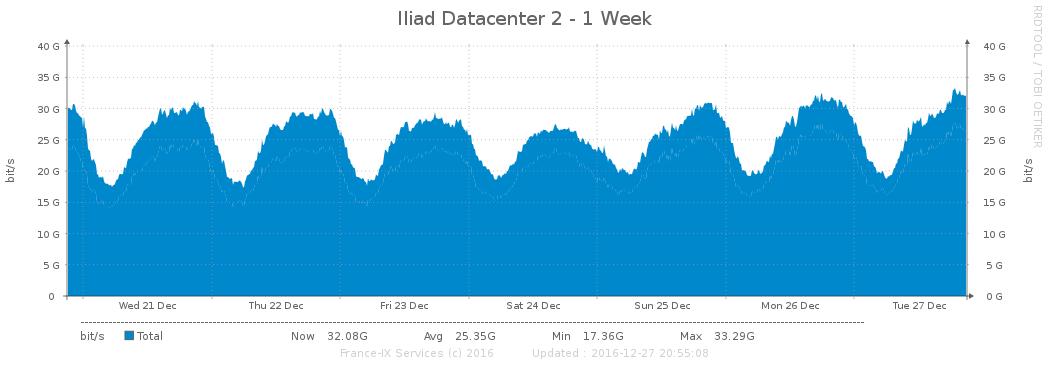 Iliad Datacenter 2 - 1 Week
RRDTOOL / TOBI OETIKER
bit/s
40 G 40 G
35 G 35 G
30 G 30 G
25 G 25 G
20 G 20 G
15 G 15 G
10 G 10 G
5 G 5 G
0 0 G
bit/s
Wed 21 Dec Thu 22 Dec Fri 23 Dec Sat 24 Dec Sun 25 Dec Mon 26 Dec Tue 27 Dec
bit/s Total Now 32.08G Avg 25.35G Min 17.36G Max 33.29G
France-IX Services (c) 2016 Updated : 2016-12-27 20:55:08